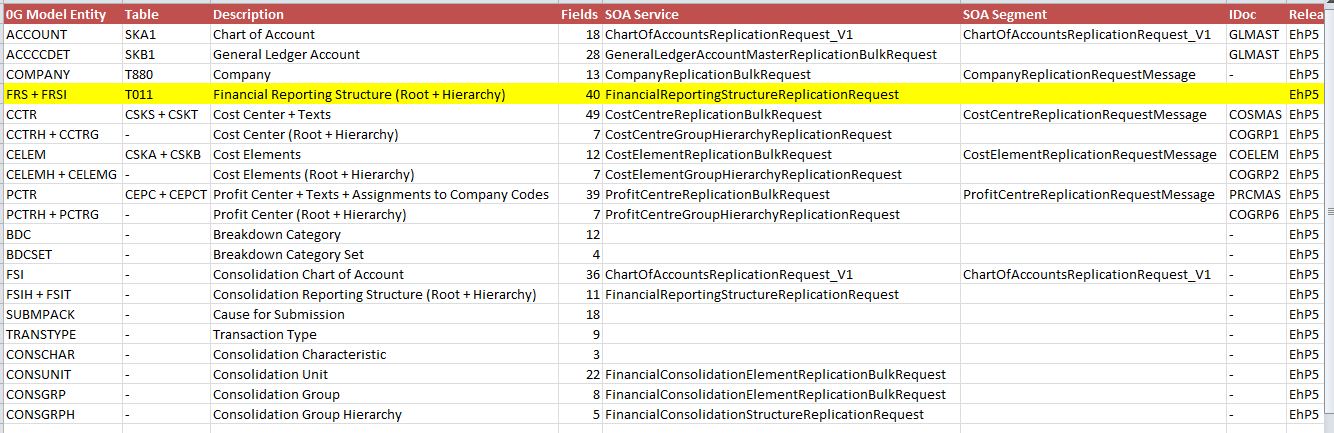 0G Model Entity Table Description Fields SOA Service SOA Segment IDoc Relea
ACCOUNT SKA1 Chart of Account 18 ChartOfAccountsReplicationRequest_V1 ChartOfAccountsReplicationRequest_V1 GLMAST EhP5
ACCCCDET SKB1 General Ledger Account 28 GeneralLedgerAccountMasterReplicationBulkRequest GLMAST EhP5
COMPANY T880 Company 13 CompanyReplicationBulkRequest CompanyReplicationRequestMessage - EhP5
FRS + FRSI T011 Financial Reporting Structure (Root + Hierarchy) 40 FinancialReportingStructureReplicationRequest EhP5
CCTR CSKS + CSKT Cost Center + Texts 49 CostCentreReplicationBulkRequest CostCentreReplicationRequestMessage COSMAS EhP5
CCTRH + CCTRG - Cost Center (Root + Hierarchy) 7 CostCentreGroupHierarchyReplicationRequest COGRP1 EhP5
CELEM CSKA + CSKB Cost Elements 12 CostElementReplicationBulkRequest CostElementReplicationRequestMessage COELEM EhP5
CELEMH + CELEMG - Cost Elements (Root + Hierarchy) 7 CostElementGroupHierarchyReplicationRequest COGRP2 EhP5
PCTR CEPC + CEPCT Profit Center + Texts + Assignments to Company Codes 39 ProfitCentreReplicationBulkRequest ProfitCentreReplicationRequestMessage PRCMAS EhP5
PCTRH + PCTRG - Profit Center (Root + Hierarchy) 7 ProfitCentreGroupHierarchyReplicationRequest COGRP6 EhP5
BDC - Breakdown Category 12 - EhP5
BDCSET - Breakdown Category Set 4 - EhP5
FSI - Consolidation Chart of Account 36 ChartOfAccountsReplicationRequest_V1 ChartOfAccountsReplicationRequest_V1 - EhP5
FSIH + FSIT - Consolidation Reporting Structure (Root + Hierarchy) 11 FinancialReportingStructureReplicationRequest - EhP5
SUBMPACK - Cause for Submission 18 - EhP5
TRANSTYPE - Transaction Type 9 - EhP5
CONSCHAR - Consolidation Characteristic 3 - EhP5
CONSUNIT - Consolidation Unit 22 FinancialConsolidationElementReplicationBulkRequest - EhP5
CONSGRP - Consolidation Group 8 FinancialConsolidationElementReplicationBulkRequest - EhP5
CONSGRPH - Consolidation Group Hierarchy 5 FinancialConsolidationStructureReplicationRequest - EhP5